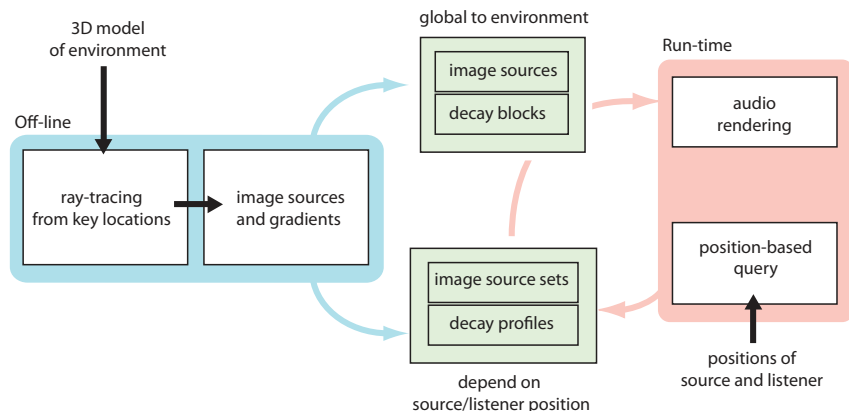 3D model
of environment
Off-line
ray-tracing
from key locations
image sources
and gradients
global to environment
image sources
decay blocks
image source sets
decay profiles
depend on
source/listener position
Run-time
audio
rendering
position-based
query
positions of
source and listener